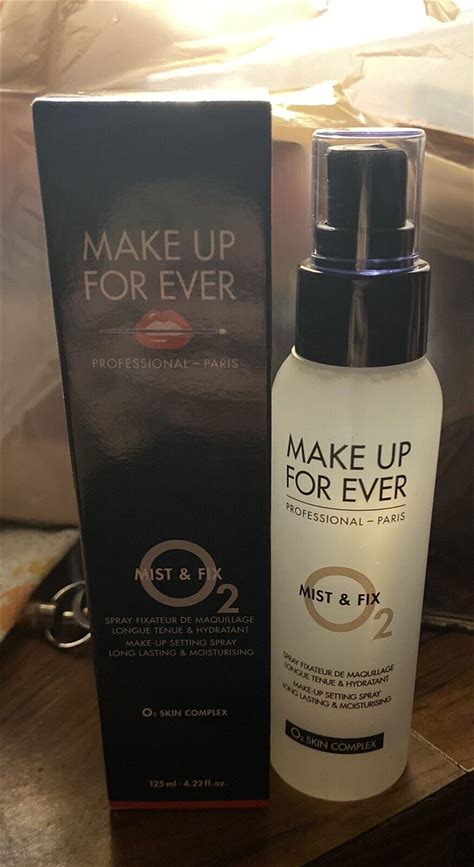 MAKE UP
FOR EVER
PROFESSIONAL – PARIS
MIST & FIX
O2
SPRAY FIXATEUR DE MAQUILLAGE
LONGUE TENUE & HYDRATANT
MAKE-UP SETTING SPRAY
LONG LASTING & MOISTURISING
O2 SKIN COMPLEX
125 ml - 4.22 fl.oz.
MAKE UP
FOR EVER
PROFESSIONAL – PARIS
MIST & FIX
O2
SPRAY FIXATEUR DE MAQUILLAGE
LONGUE TENUE & HYDRATANT
MAKE-UP SETTING SPRAY
LONG LASTING & MOISTURISING
O2 SKIN COMPLEX